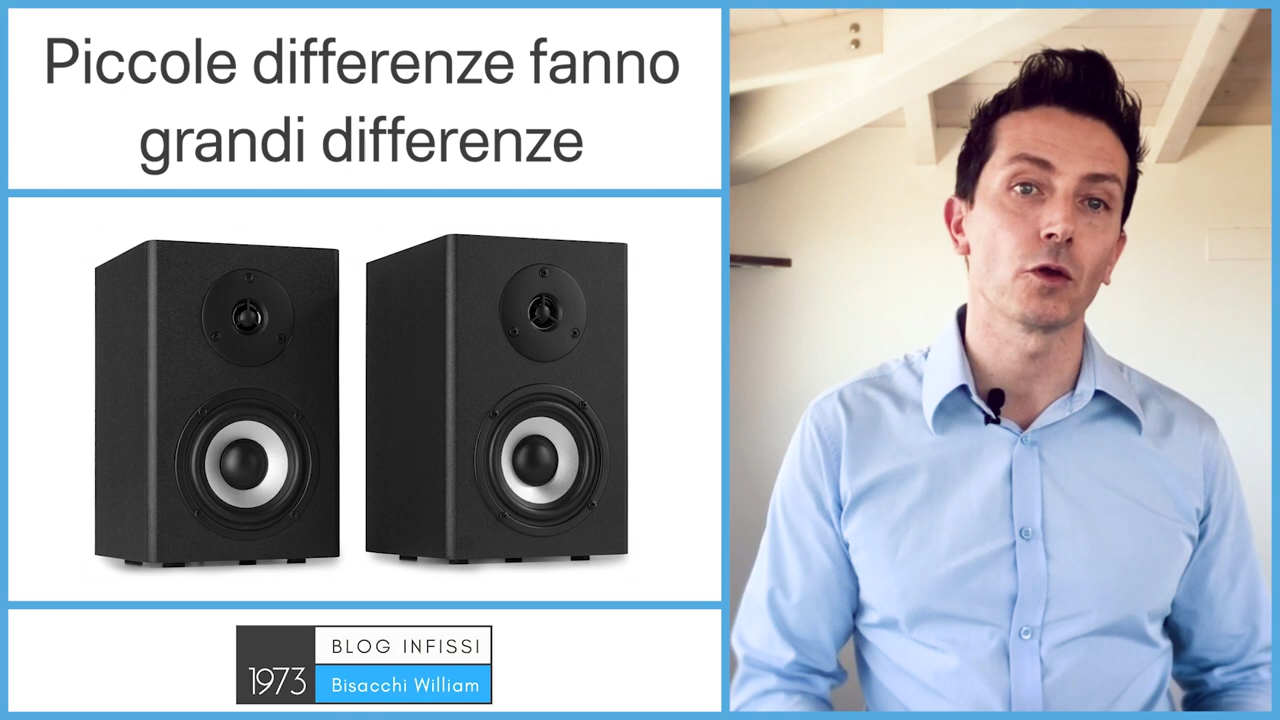 Piccole differenze fanno
grandi differenze
1973
BLOG INFISSI
Bisacchi William